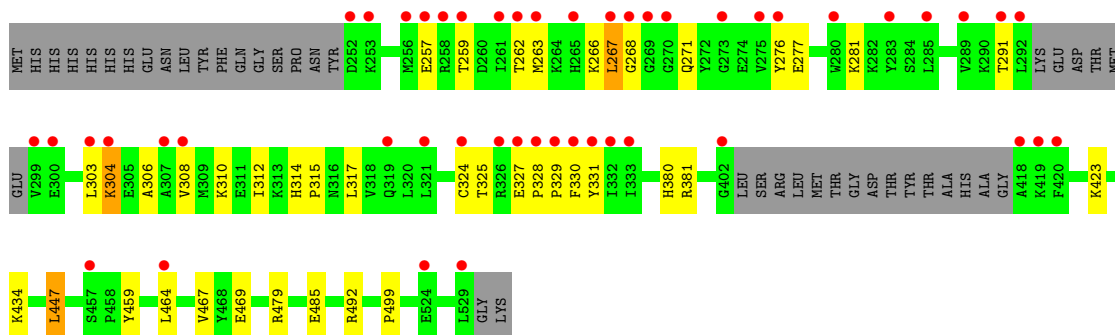 MET HIS HIS HIS HIS HIS HIS GLU ASN LEU TYR PHE GLN GLY GLY SER PRO ASN TYR D252 K253 M256 E257 R258 T259 D260 I261 T262 M263 K264 H265 K266 L267 G268 G269 G270 Q271 Y272 G273 E274 V275 Y276 E277 W280 K281 K282 Y283 S284 L285 V289 K290 T291 L292 LYS GLU ASP THR MET
GLU V299 E300 L303 K304 E305 A306 A307 V308 M309 K310 E311 I312 K313 H314 P315 N316 L317 V318 Q319 L320 L321 C324 T325 R326 E327 P328 P329 F330 Y331 I332 I333 H380 R381 G402 LEU SER ARG LEU MET THR GLY ASP THR TYR THR ALA HIS ALA GLY A418 K419 F420 K423
K434 L447 S457 P458 Y459 L464 V467 Y468 E469 R479 E485 R492 P499 E524 L529 GLY LYS